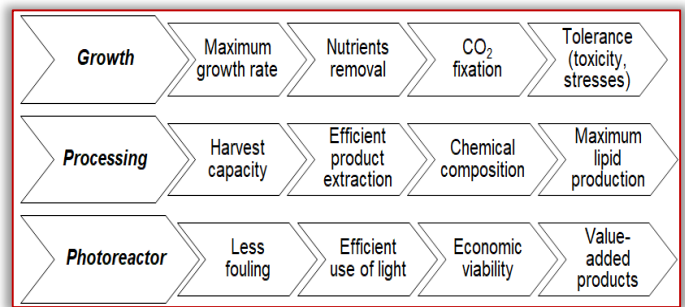 Growth
Maximum
growth rate
Nutrients
removal
CO₂
fixation
Tolerance
(toxicity,
stresses)
Processing
Harvest
capacity
Efficient
product
extraction
Chemical
composition
Maximum
lipid
production
Photoreactor
Less
fouling
Efficient
use of light
Economic
viability
Value-
added
products